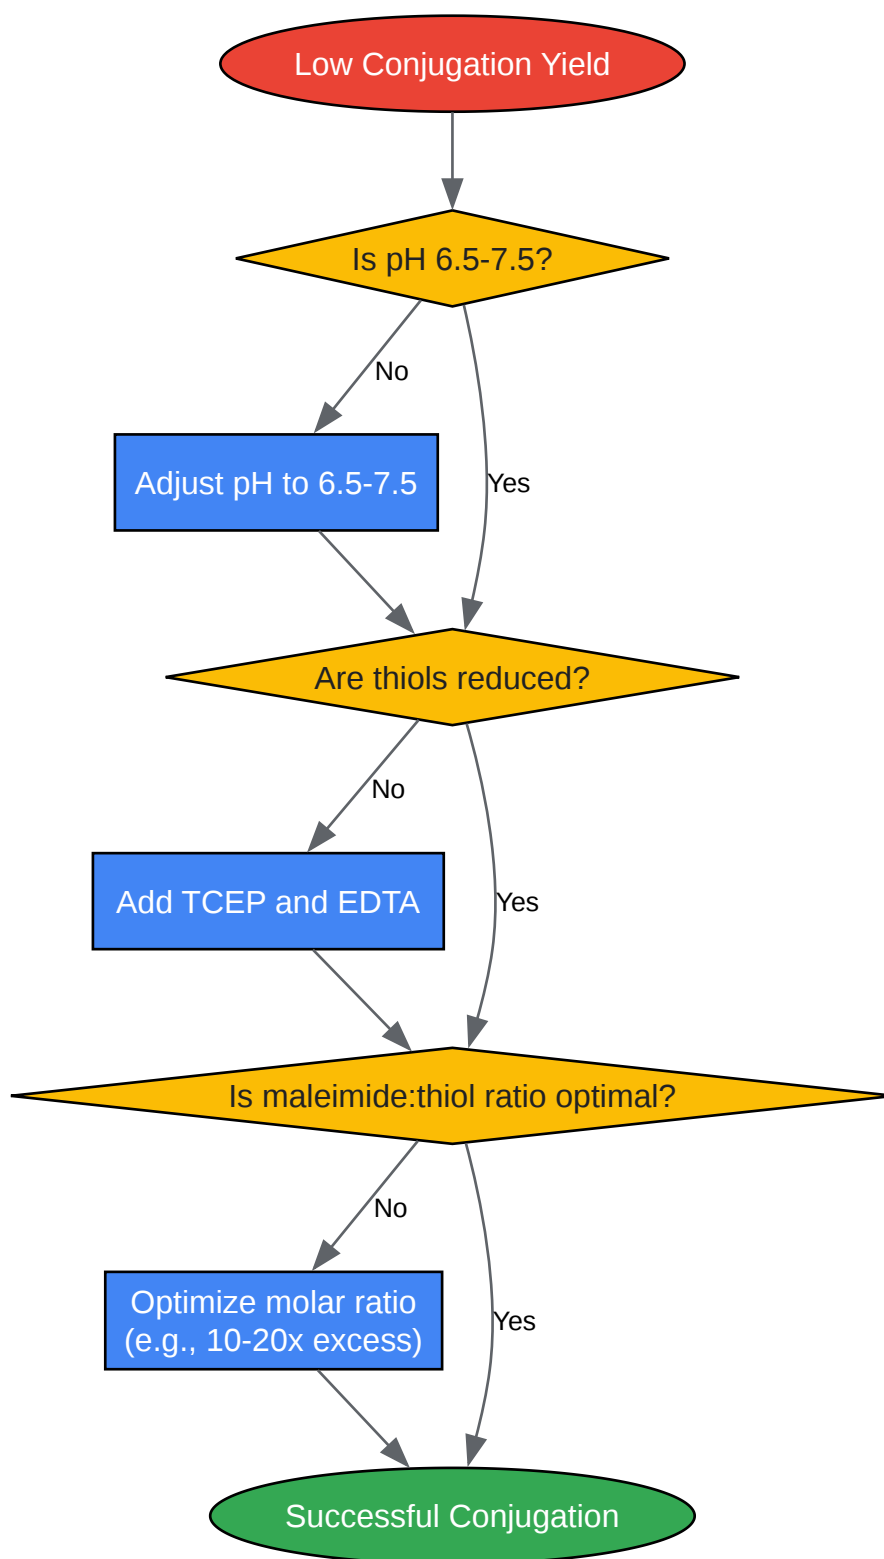 Low Conjugation Yield
Is pH 6.5-7.5?
No
Adjust pH to 6.5-7.5
Yes
Are thiols reduced?
No
Add TCEP and EDTA
Yes
Is maleimide:thiol ratio optimal?
No
Optimize molar ratio
(e.g., 10-20x excess)
Yes
Successful Conjugation